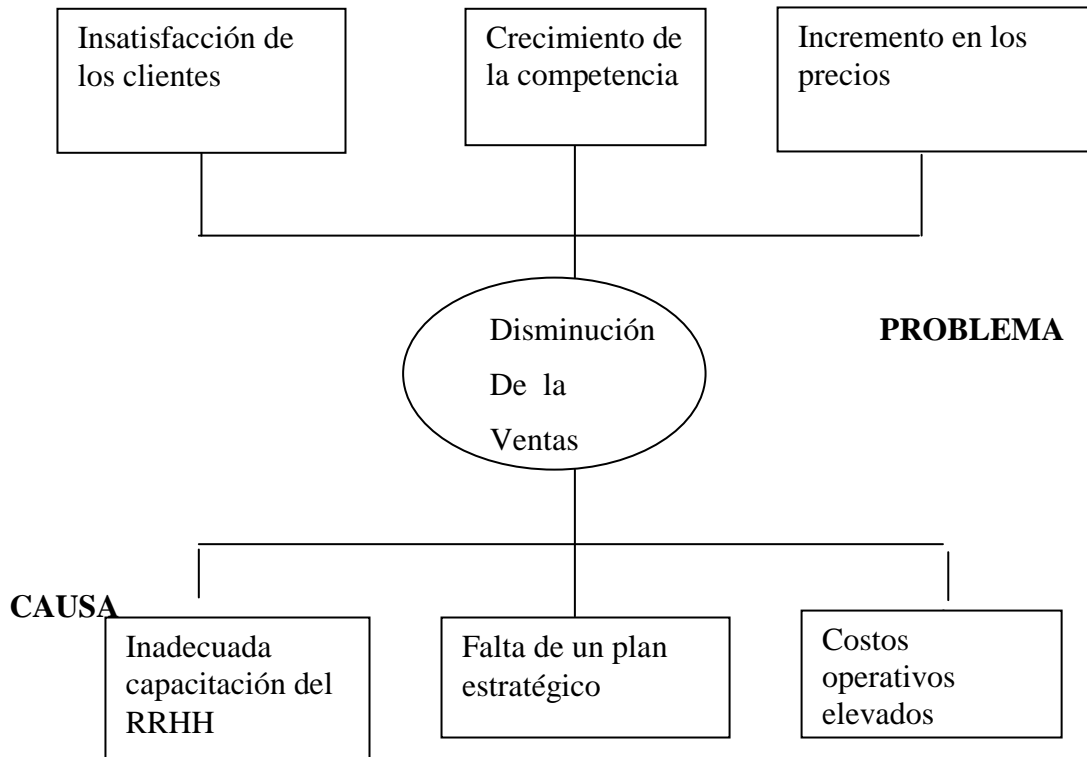 Insatisfacción de
los clientes
Crecimiento de
la competencia
Incremento en los
precios
Disminución
De la
Ventas
PROBLEMA
CAUSA
Inadecuada
capacitación del
RRHH
Falta de un plan
estratégico
Costos
operativos
elevados